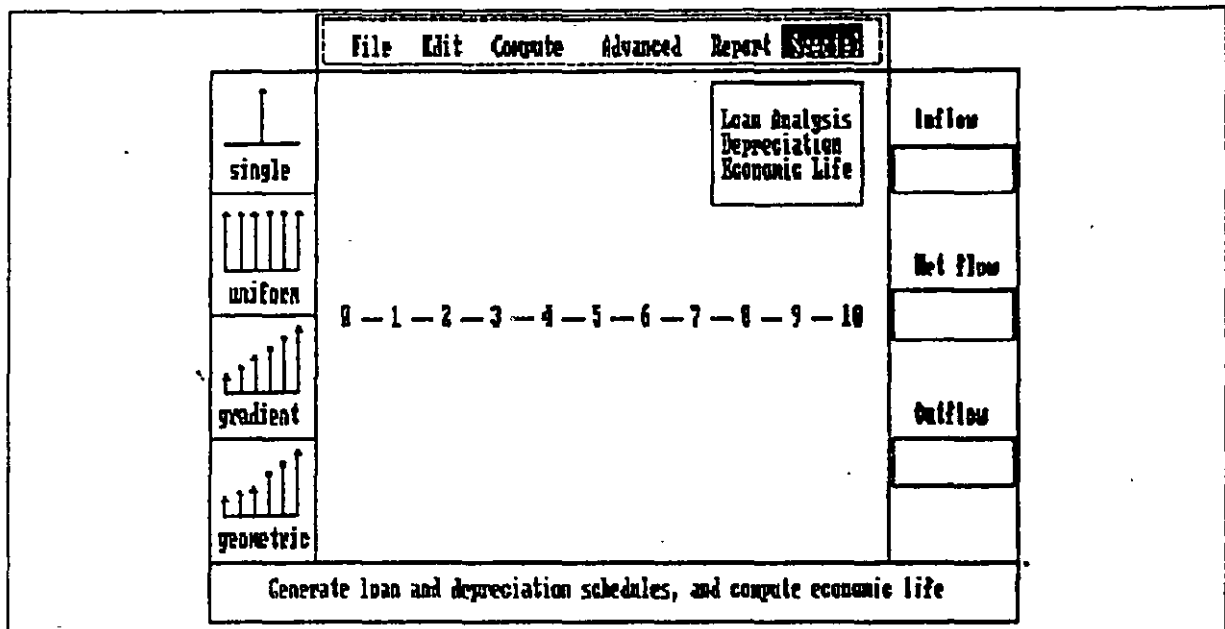 File Edit Compute Advanced Report Special
Loan Analysis
Depreciation
Economic Life
single
uniform
gradient
geometric
0 — 1 — 2 — 3 — 4 — 5 — 6 — 7 — 8 — 9 — 10
Inflow
Net flow
Outflow
Generate loan and depreciation schedules, and compute economic life